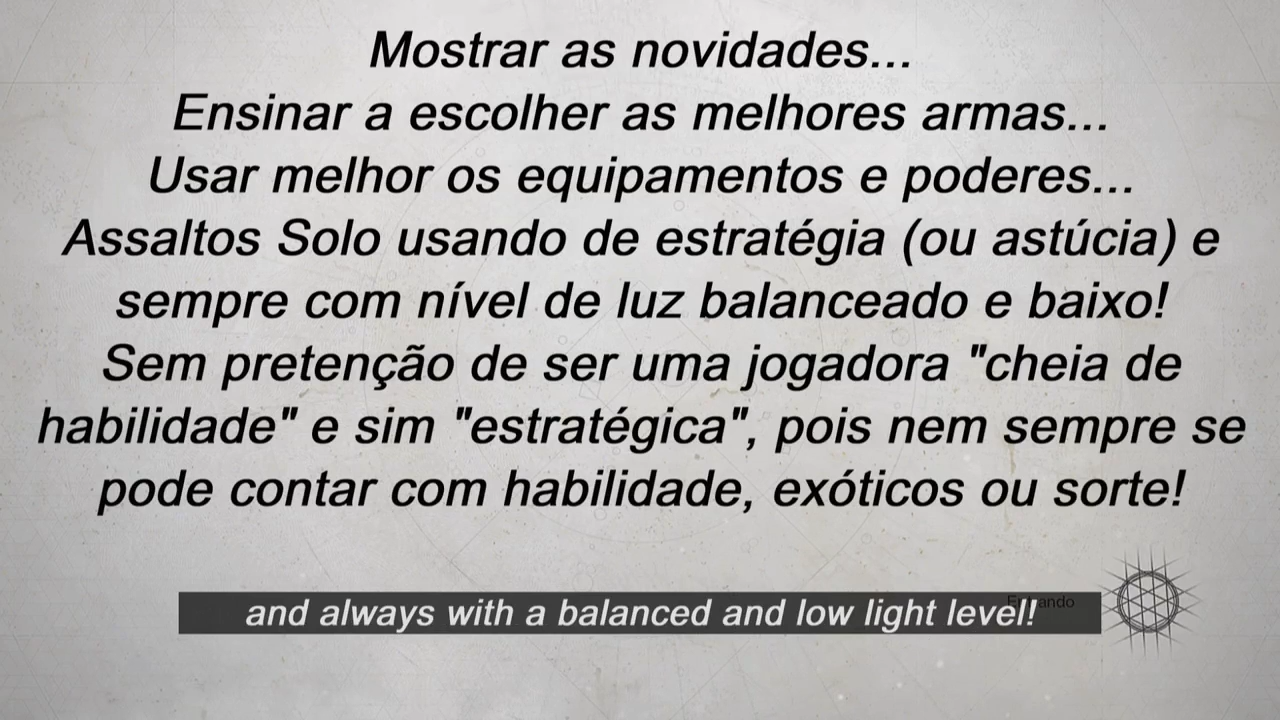 Mostrar as novidades...
Ensinar a escolher as melhores armas...
Usar melhor os equipamentos e poderes...
Assaltos Solo usando de estratégia (ou astúcia) e
sempre com nível de luz balanceado e baixo!
Sem pretenção de ser uma jogadora "cheia de
habilidade" e sim "estratégica", pois nem sempre se
pode contar com habilidade, exóticos ou sorte!
Entrando
and always with a balanced and low light level!